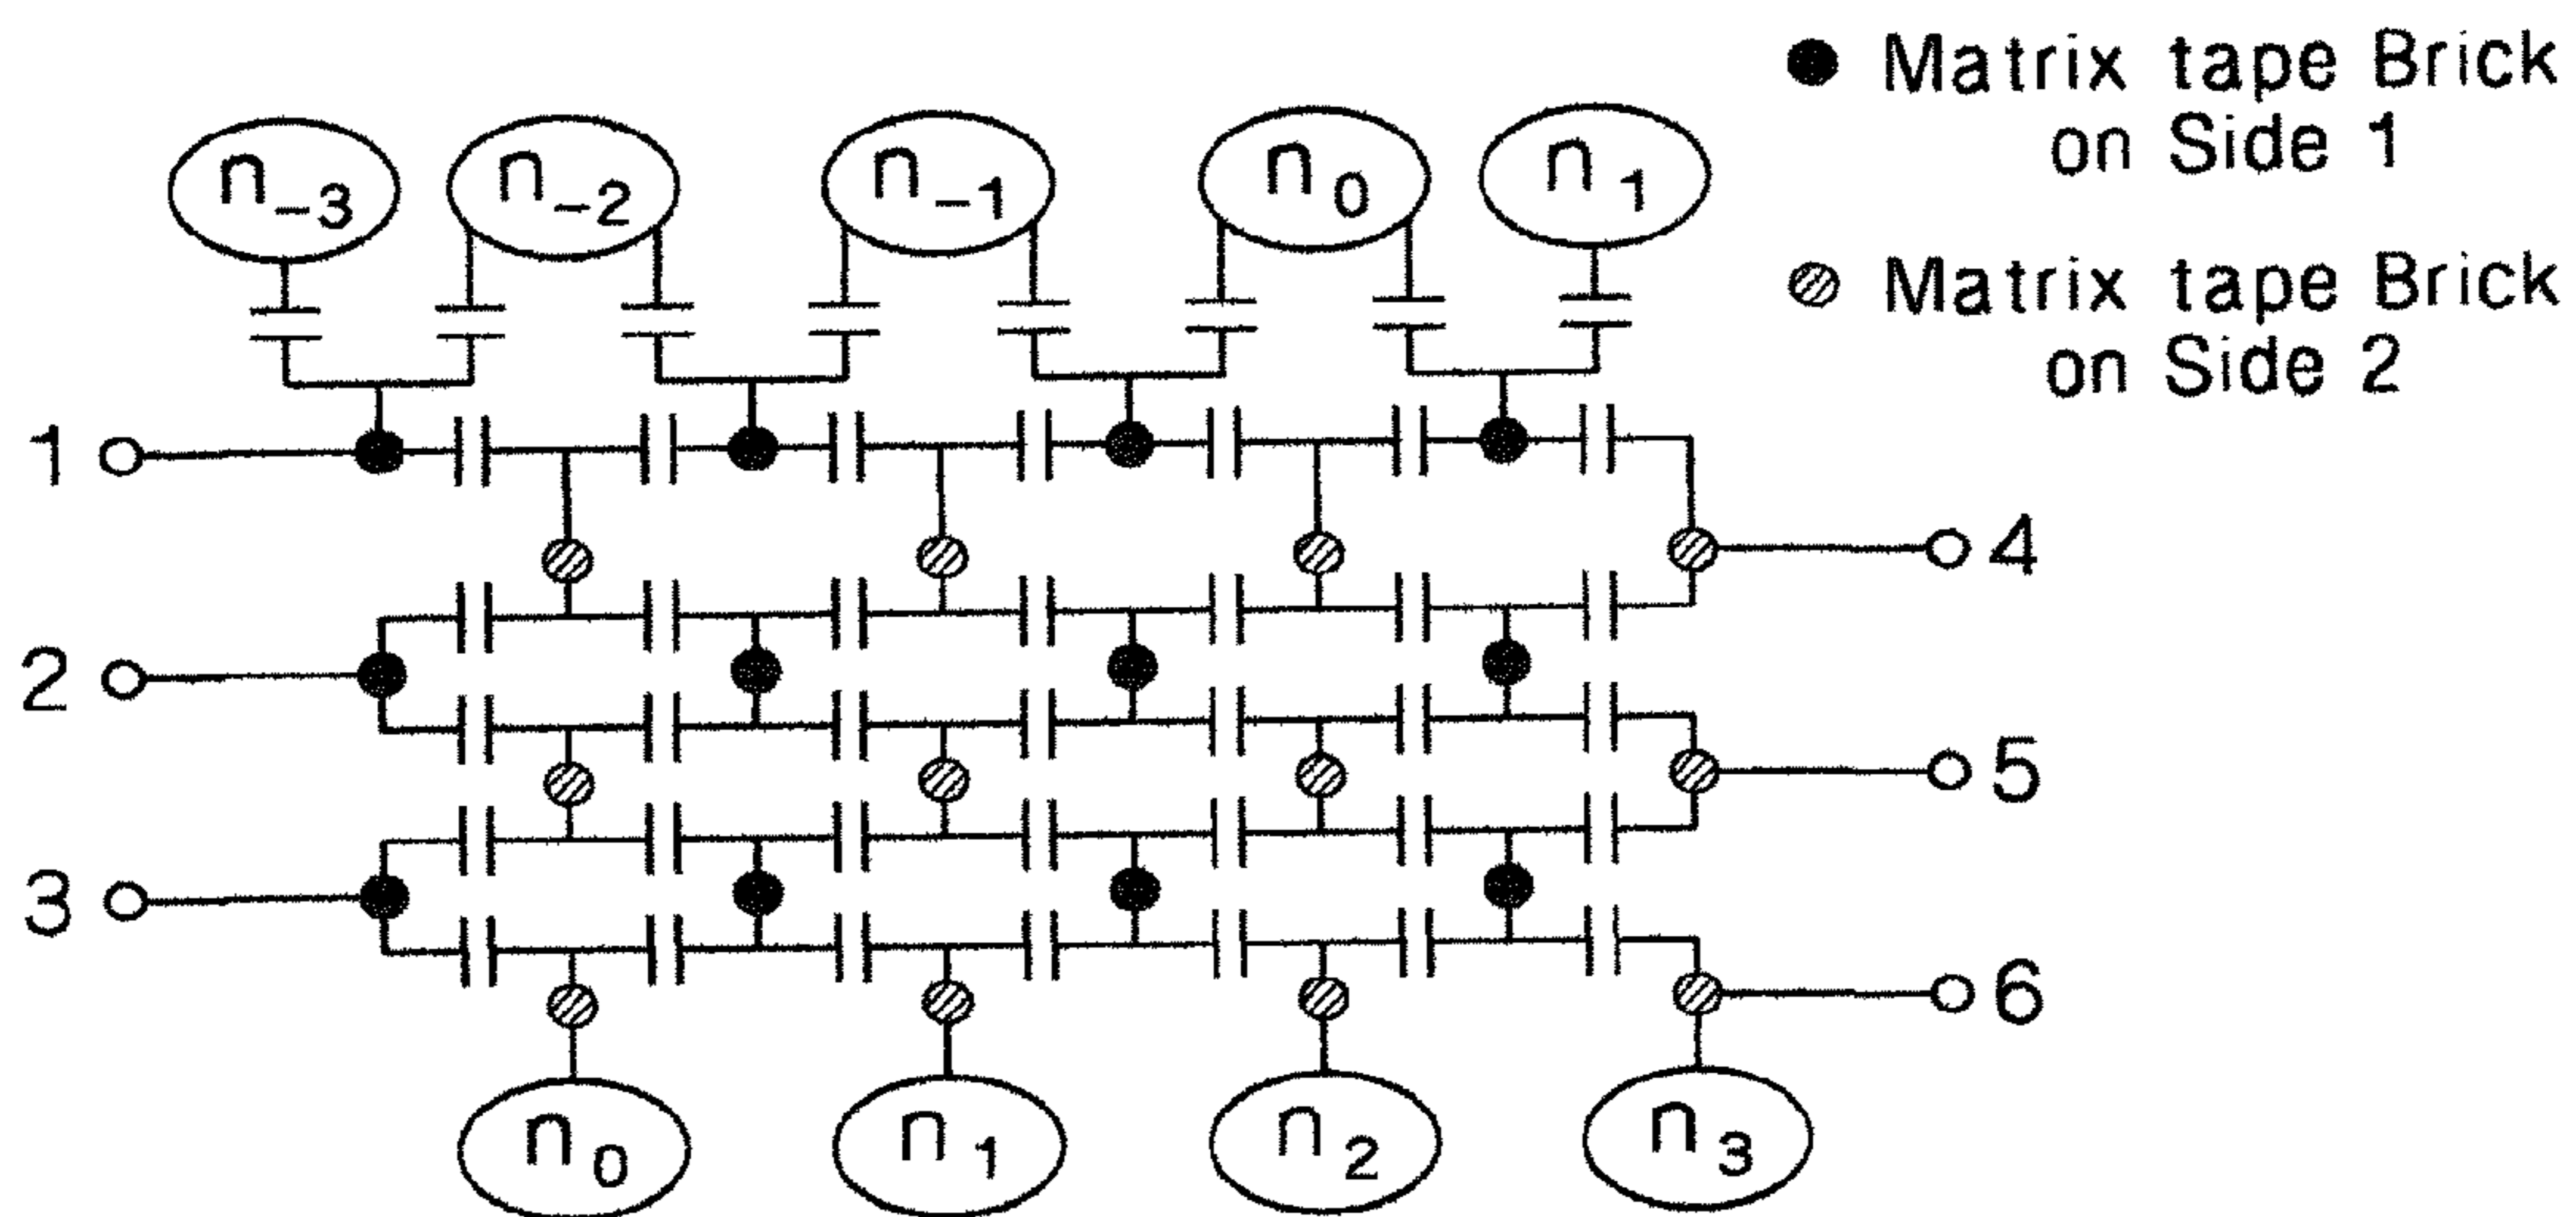 Matrix tape Brick
on Side 1
n₋₃ n₋₂ n₋₁ n₀ n₁
Matrix tape Brick
on Side 2
1
4
2
5
3
6
n₀ n₁ n₂ n₃